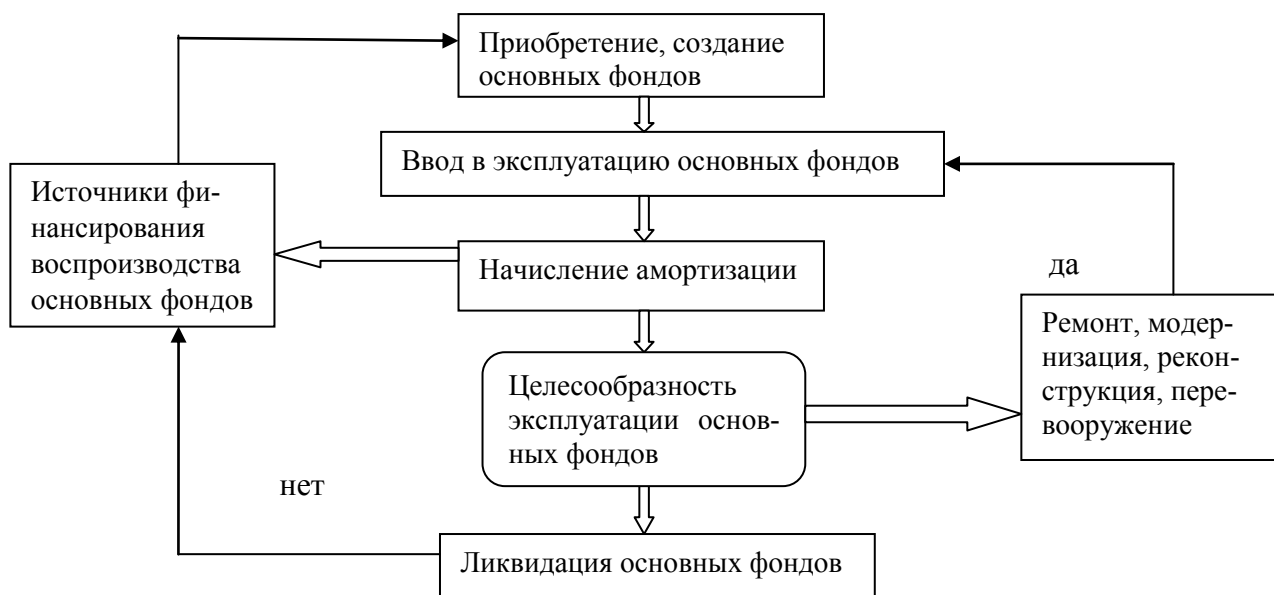 Приобретение, создание
основных фондов
Ввод в эксплуатацию основных фондов
Источники фи-
нансирования
воспроизводства
основных фондов
Начисление амортизации
да
Ремонт, модер-
низация, рекон-
струкция, пере-
вооружение
Целесообразность
эксплуатации основ-
ных фондов
нет
Ликвидация основных фондов